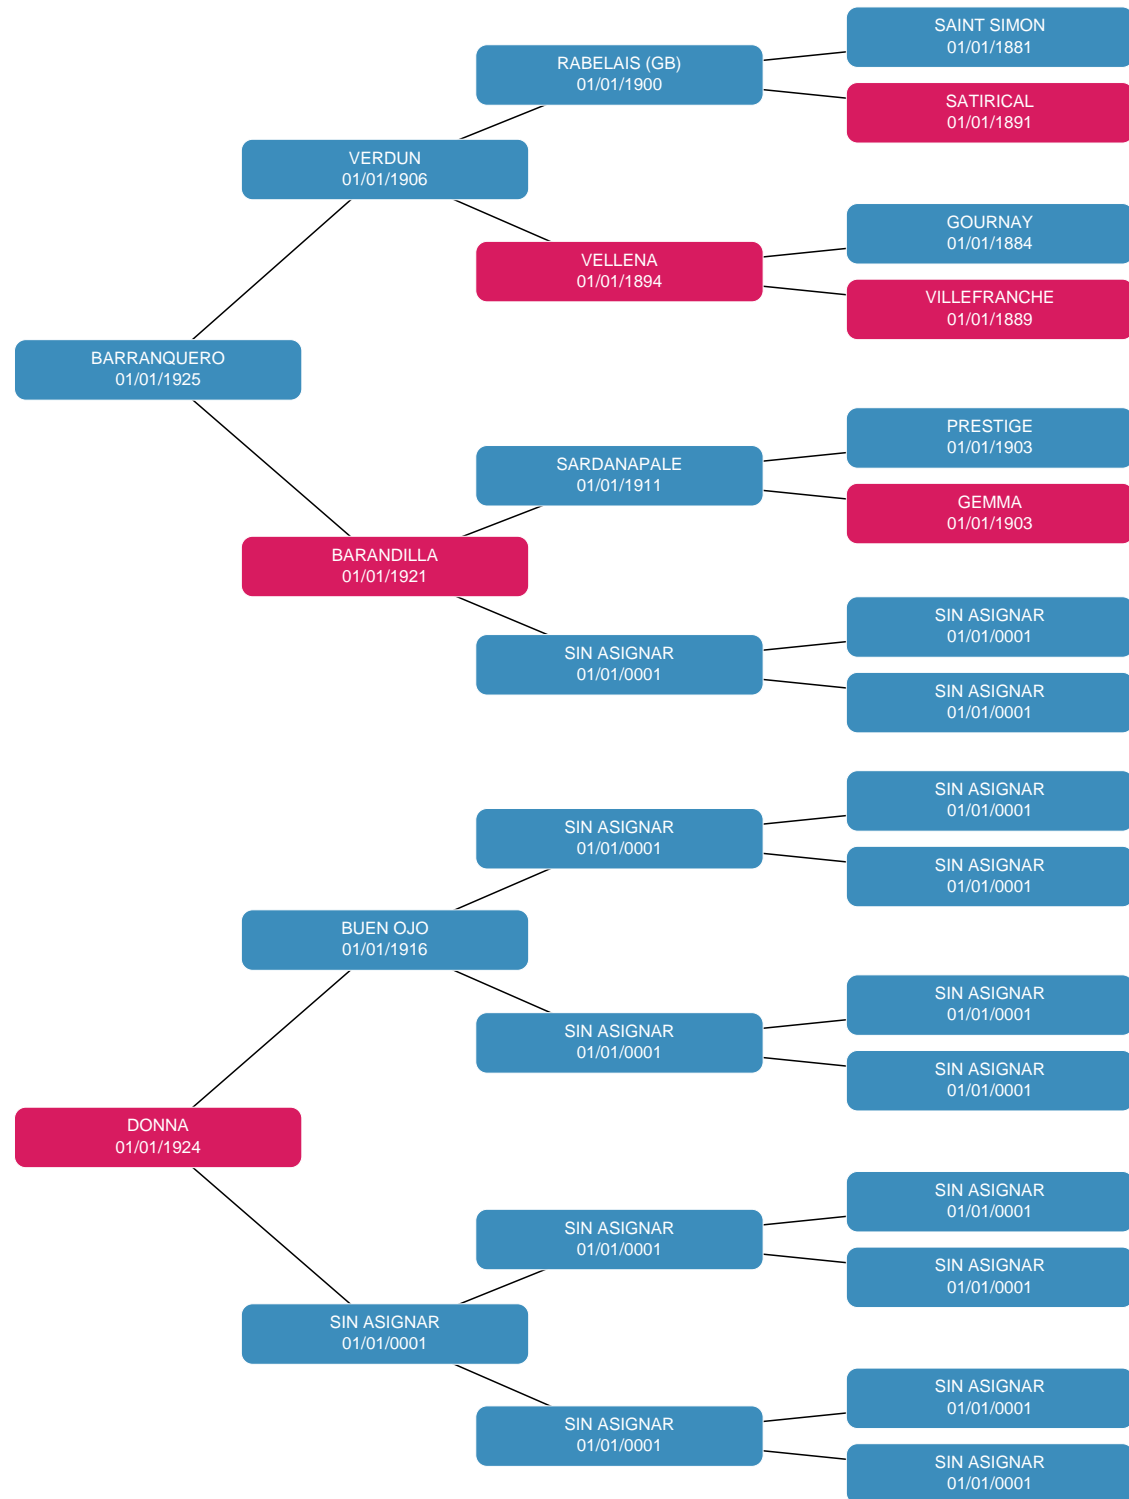 SAINT SIMON
01/01/1881
RABELAIS (GB)
01/01/1900
SATIRICAL
01/01/1891
VERDUN
01/01/1906
GOURNAY
01/01/1884
VELLENA
01/01/1894
VILLEFRANCHE
01/01/1889
BARRANQUERO
01/01/1925
PRESTIGE
01/01/1903
SARDANAPALE
01/01/1911
GEMMA
01/01/1903
BARANDILLA
01/01/1921
SIN ASIGNAR
01/01/0001
SIN ASIGNAR
01/01/0001
SIN ASIGNAR
01/01/0001
SIN ASIGNAR
01/01/0001
SIN ASIGNAR
01/01/0001
SIN ASIGNAR
01/01/0001
BUEN OJO
01/01/1916
SIN ASIGNAR
01/01/0001
SIN ASIGNAR
01/01/0001
SIN ASIGNAR
01/01/0001
DONNA
01/01/1924
SIN ASIGNAR
01/01/0001
SIN ASIGNAR
01/01/0001
SIN ASIGNAR
01/01/0001
SIN ASIGNAR
01/01/0001
SIN ASIGNAR
01/01/0001
SIN ASIGNAR
01/01/0001
SIN ASIGNAR
01/01/0001